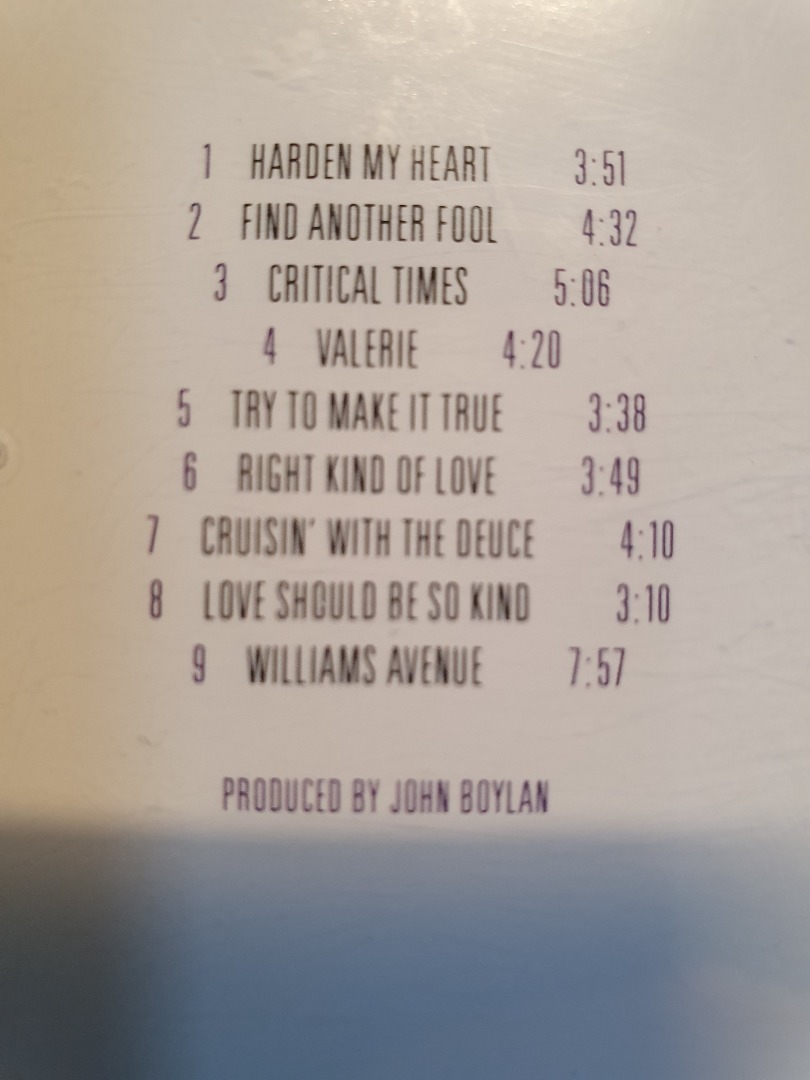 1 HARDEN MY HEART 3:51
2 FIND ANOTHER FOOL 4:32
3 CRITICAL TIMES 5:06
4 VALERIE 4:20
5 TRY TO MAKE IT TRUE 3:38
6 RIGHT KIND OF LOVE 3:49
7 CRUISIN' WITH THE DEUCE 4:10
8 LOVE SHOULD BE SO KIND 3:10
9 WILLIAMS AVENUE 7:57
PRODUCED BY JOHN BOYLAN